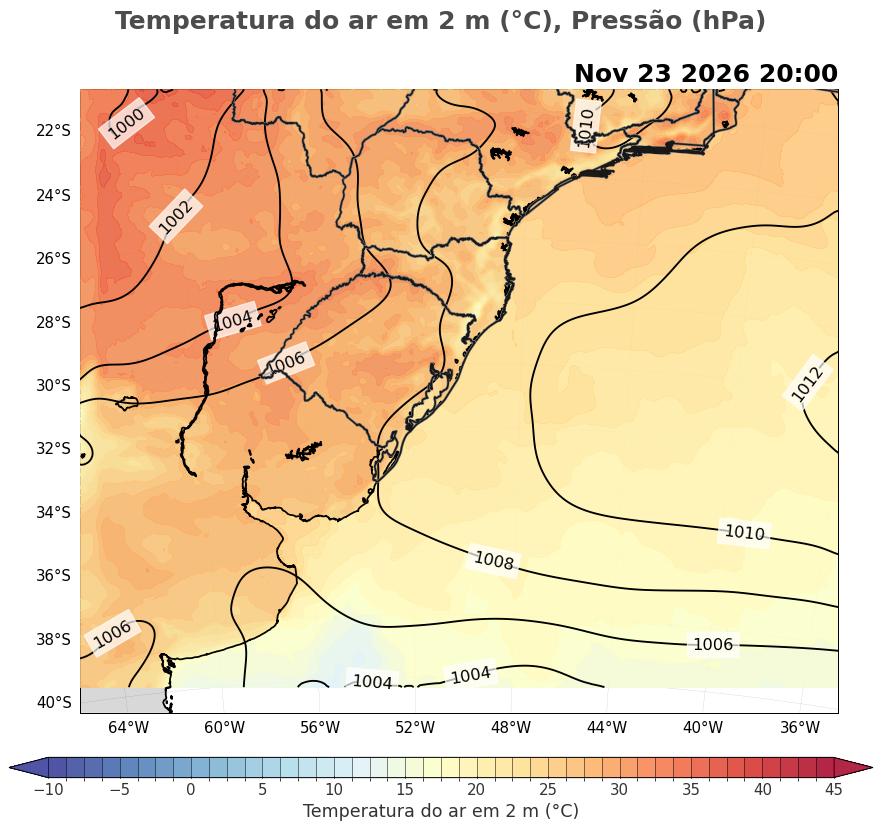 Temperatura do ar em 2 m (°C), Pressão (hPa)
Nov 23 2026 20:00
1000
1010
22°S
1002
24°S
26°S
1004
28°S
1006
1012
30°S
32°S
34°S
1010
1008
36°S
1006
1006
38°S
1004
1004
40°S
64°W 60°W 56°W 52°W 48°W 44°W 40°W 36°W
−10 −5 0 5 10 15 20 25 30 35 40 45
Temperatura do ar em 2 m (°C)